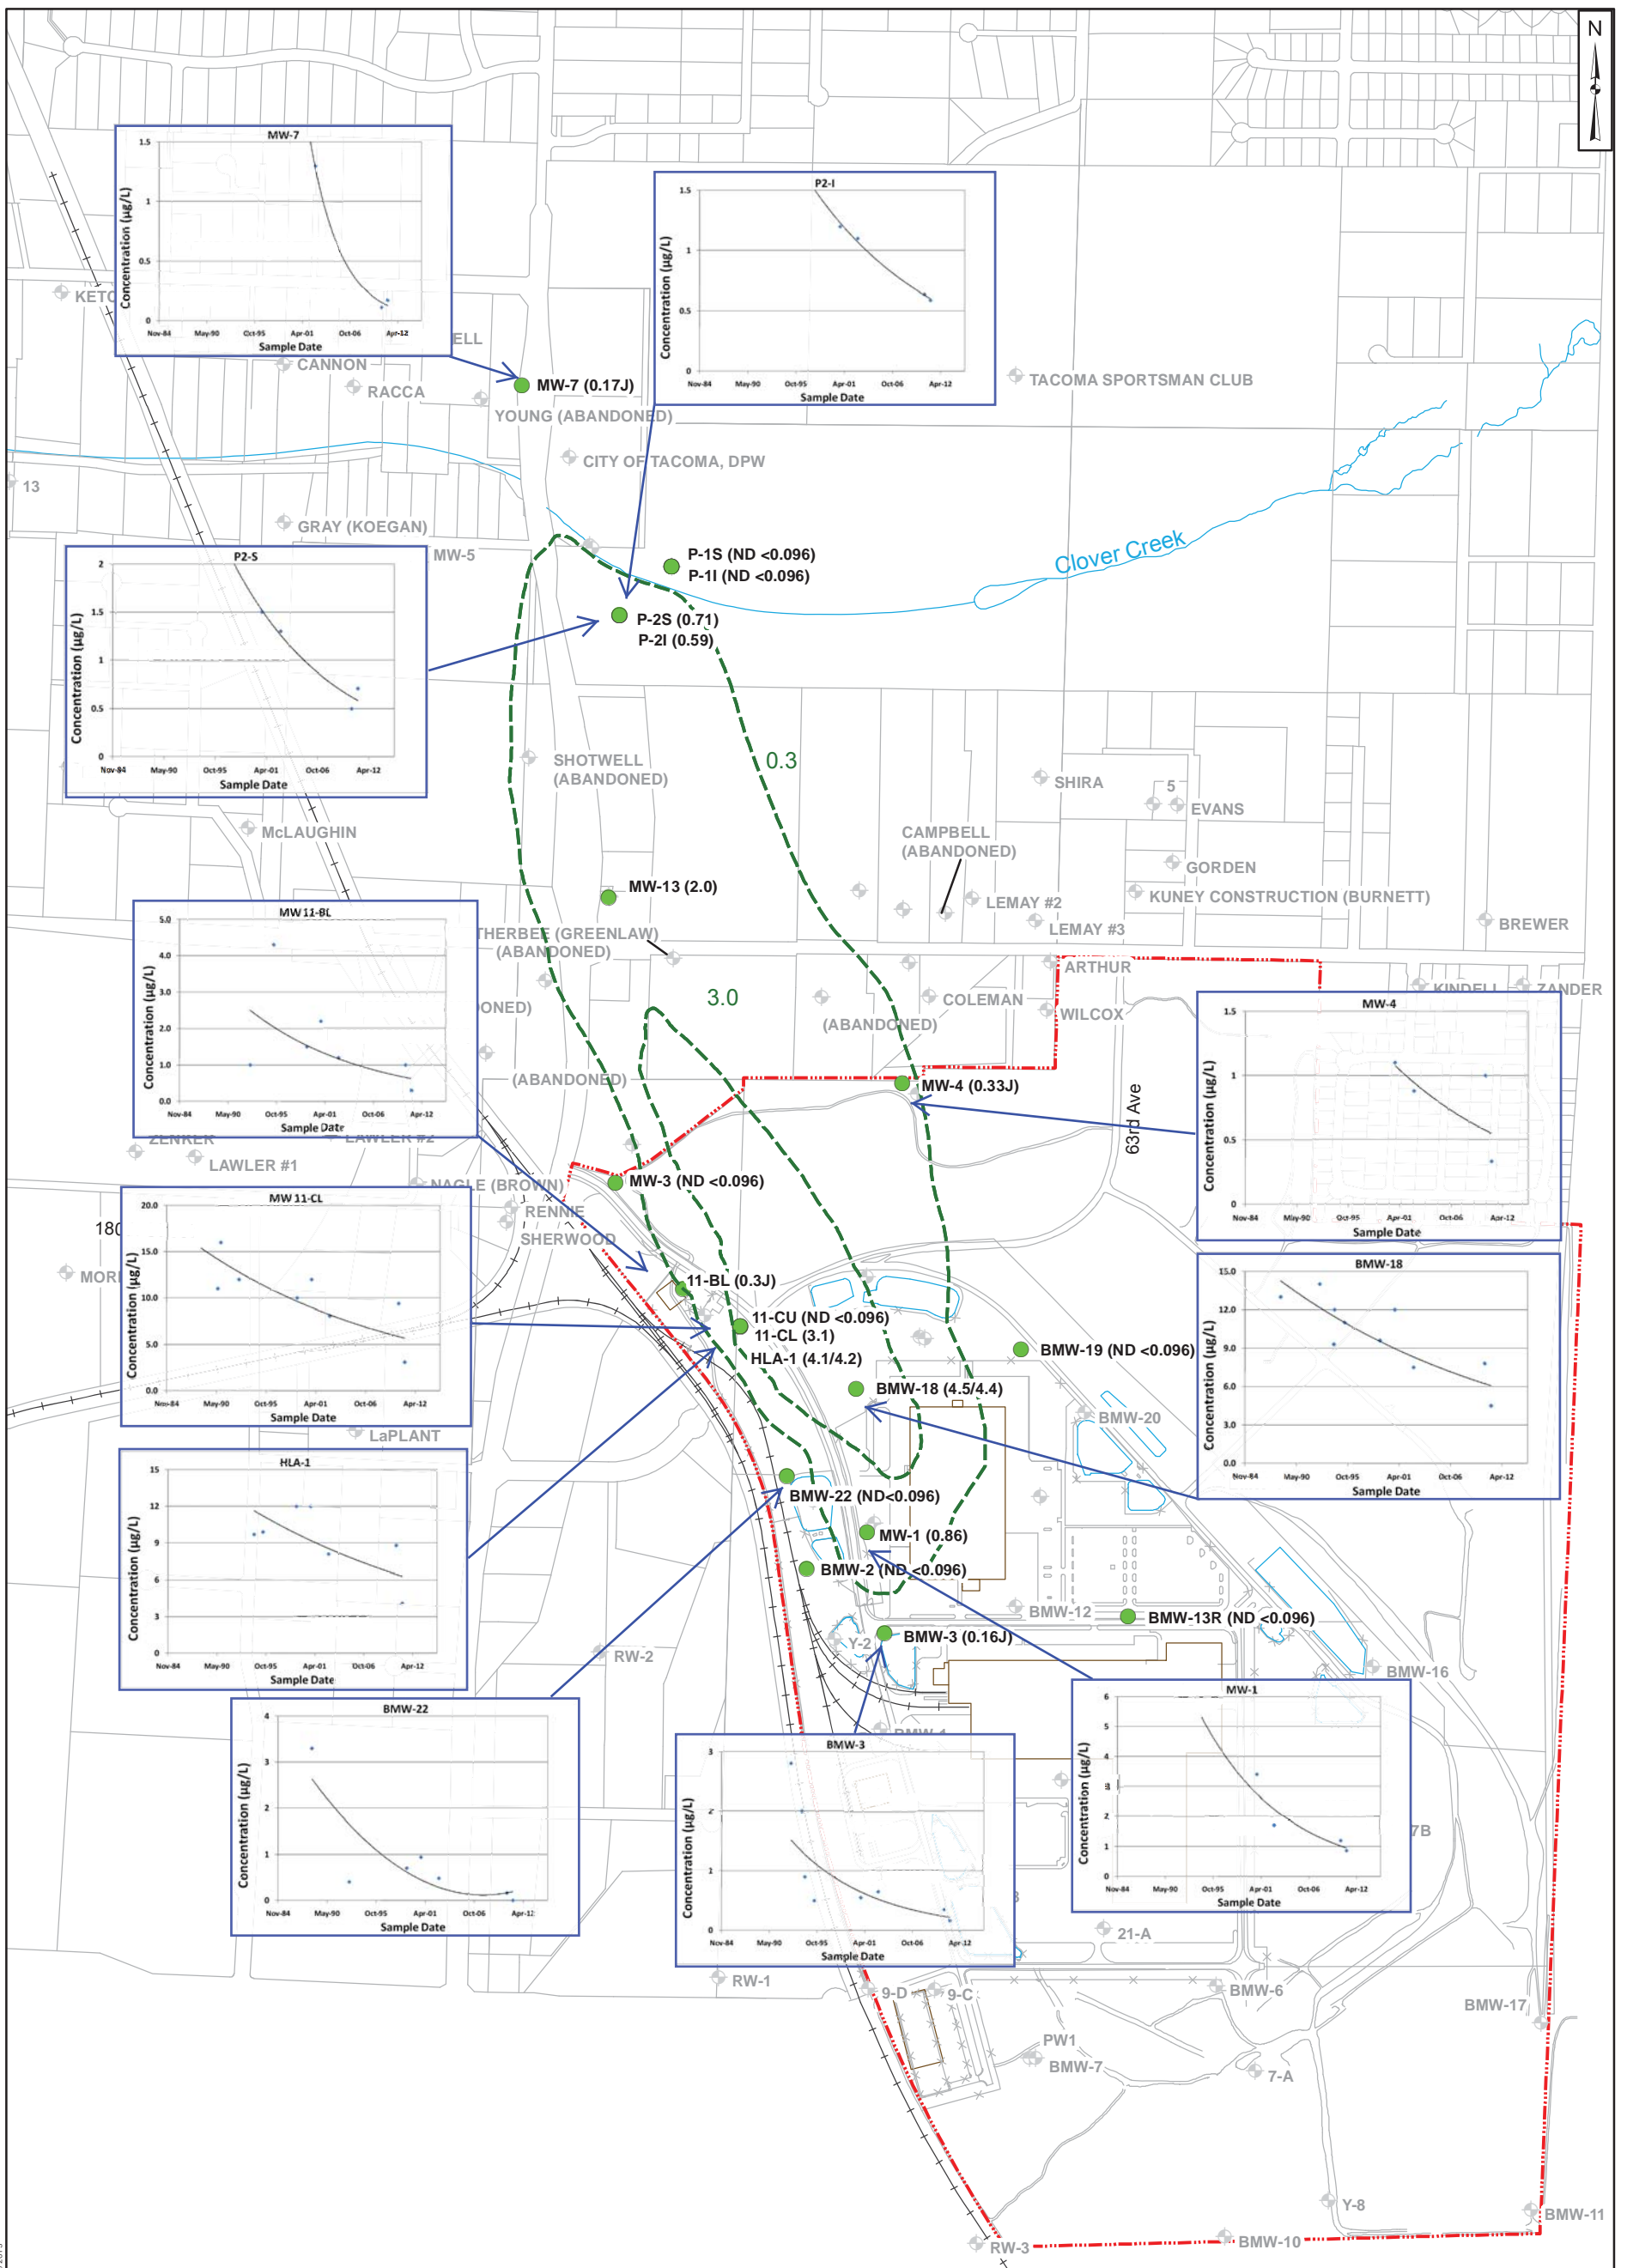 N
MW-7
Concentration (µg/L)
1.5
1
0.5
0
Nov-84 May-90 Oct-95 Apr-01 Oct-06 Apr-12
Sample Date
P2-I
Concentration (µg/L)
1.5
1
0.5
0
Nov-84 May-90 Oct-95 Apr-01 Oct-06 Apr-12
Sample Date
KETC
ELL
CANNON
RACCA
MW-7 (0.17J)
YOUNG (ABANDONED)
TACOMA SPORTSMAN CLUB
CITY OF TACOMA, DPW
13
GRAY (KOEGAN)
MW-5
Clover Creek
P-1S (ND <0.096)
P-1I (ND <0.096)
P-2S (0.71)
P-2I (0.59)
P2-S
Concentration (µg/L)
2
1.5
1
0.5
0
Nov-84 May-90 Oct-95 Apr-01 Oct-06 Apr-12
Sample Date
0.3
SHOTWELL
(ABANDONED)
SHIRA
5
EVANS
McLAUGHIN
CAMPBELL
(ABANDONED)
GORDEN
MW-13 (2.0)
LEMAY #2
KUNEY CONSTRUCTION (BURNETT)
LEMAY #3
BREWER
THERBEE (GREENLAW)
(ABANDONED)
ARTHUR
KINDELL
ZANDER
3.0
COLEMAN
(ABANDONED)
WILCOX
DONED)
MW 11-BL
Concentration (µg/L)
5.0
4.0
3.0
2.0
1.0
0.0
Nov-84 May-90 Oct-95 Apr-01 Oct-06 Apr-12
Sample Date
MW-4
Concentration (µg/L)
1.5
1
0.5
0
Nov-84 May-90 Oct-95 Apr-01 Oct-06 Apr-12
Sample Date
(ABANDONED)
MW-4 (0.33J)
63rd Ave
ZENKER
LAWLER #2
LAWLER #1
NAGLE (BROWN)
MW-3 (ND <0.096)
RENNIE
SHERWOOD
180
MORI
MW 11-CL
Concentration (µg/L)
20.0
15.0
10.0
5.0
0.0
Nov-84 May-90 Oct-95 Apr-01 Oct-06 Apr-12
Sample Date
11-BL (0.3J)
11-CU (ND <0.096)
11-CL (3.1)
HLA-1 (4.1/4.2)
BMW-19 (ND <0.096)
BMW-18 (4.5/4.4)
BMW-20
BMW-18
Concentration (µg/L)
15.0
12.0
9.0
6.0
3.0
0.0
Nov-84 May-90 Oct-95 Apr-01 Oct-06 Apr-12
Sample Date
LaPLANT
HLA-1
Concentration (µg/L)
15
12
9
6
3
0
Nov-84 May-90 Oct-95 Apr-01 Oct-06 Apr-12
Sample Date
BMW-22 (ND<0.096)
MW-1 (0.86)
BMW-2 (ND <0.096)
BMW-12
BMW-13R (ND <0.096)
Y-2
BMW-3 (0.16J)
RW-2
BMW-16
BMW-22
Concentration (µg/L)
4
3
2
1
0
Nov-84 May-90 Oct-95 Apr-01 Oct-06 Apr-12
Sample Date
BMW-3
Concentration (µg/L)
3
2
1
0
Nov-84 May-90 Oct-95 Apr-01 Oct-06 Apr-12
Sample Date
MW-1
Concentration (µg/L)
6
5
4
3
2
1
0
Nov-84 May-90 Oct-95 Apr-01 Oct-06 Apr-12
Sample Date
7B
21-A
RW-1
9-D
9-C
BMW-6
BMW-17
PW1
BMW-7
7-A
Y-8
BMW-11
BMW-10
RW-3